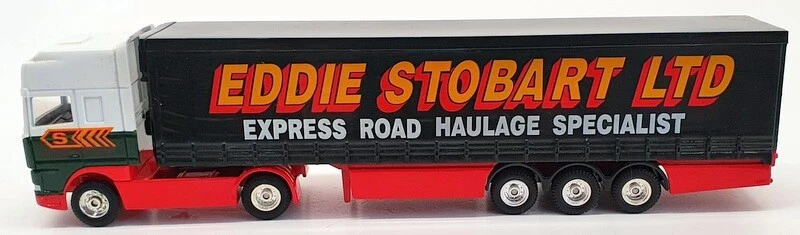 EDDIE STOBART LTD
EXPRESS ROAD HAULAGE SPECIALIST
S